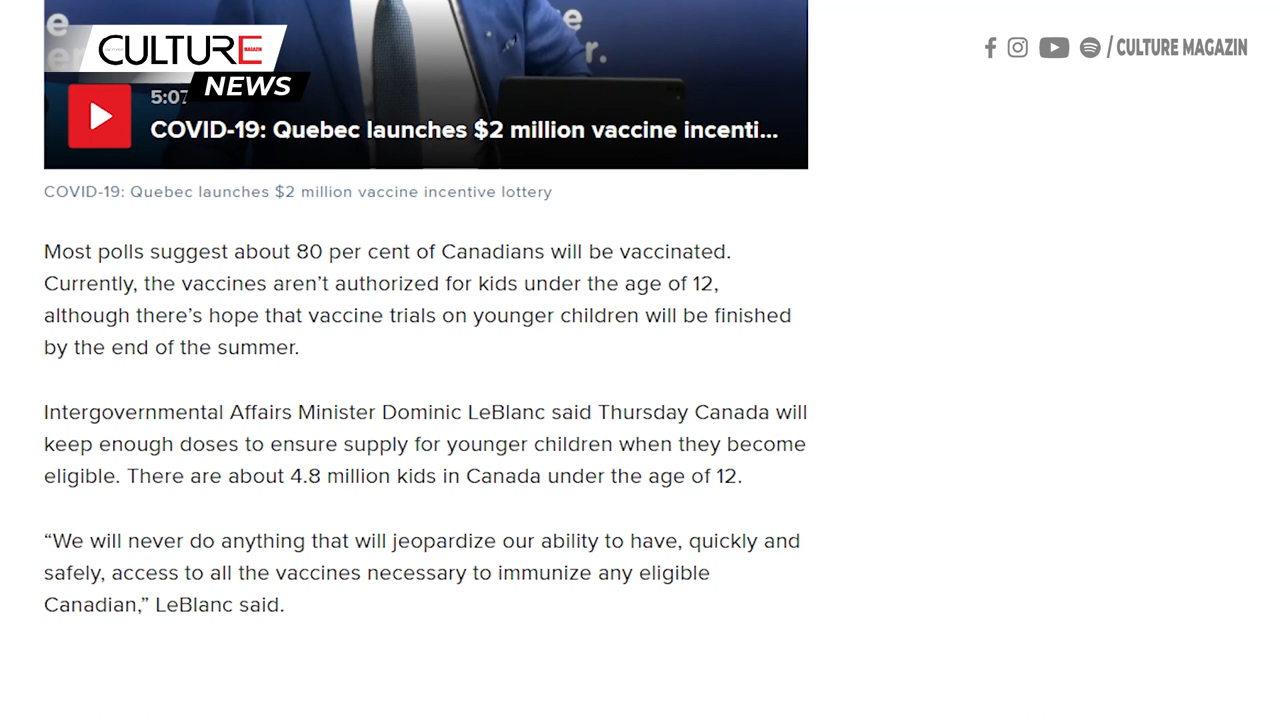 e
e
er
r.
CULTURE
MAGAZIN
NEWS
/ CULTURE MAGAZIN
5:07
COVID-19: Quebec launches $2 million vaccine incenti...
COVID-19: Quebec launches $2 million vaccine incentive lottery
Most polls suggest about 80 per cent of Canadians will be vaccinated.
Currently, the vaccines aren’t authorized for kids under the age of 12,
although there’s hope that vaccine trials on younger children will be finished
by the end of the summer.
Intergovernmental Affairs Minister Dominic LeBlanc said Thursday Canada will
keep enough doses to ensure supply for younger children when they become
eligible. There are about 4.8 million kids in Canada under the age of 12.
“We will never do anything that will jeopardize our ability to have, quickly and
safely, access to all the vaccines necessary to immunize any eligible
Canadian,” LeBlanc said.